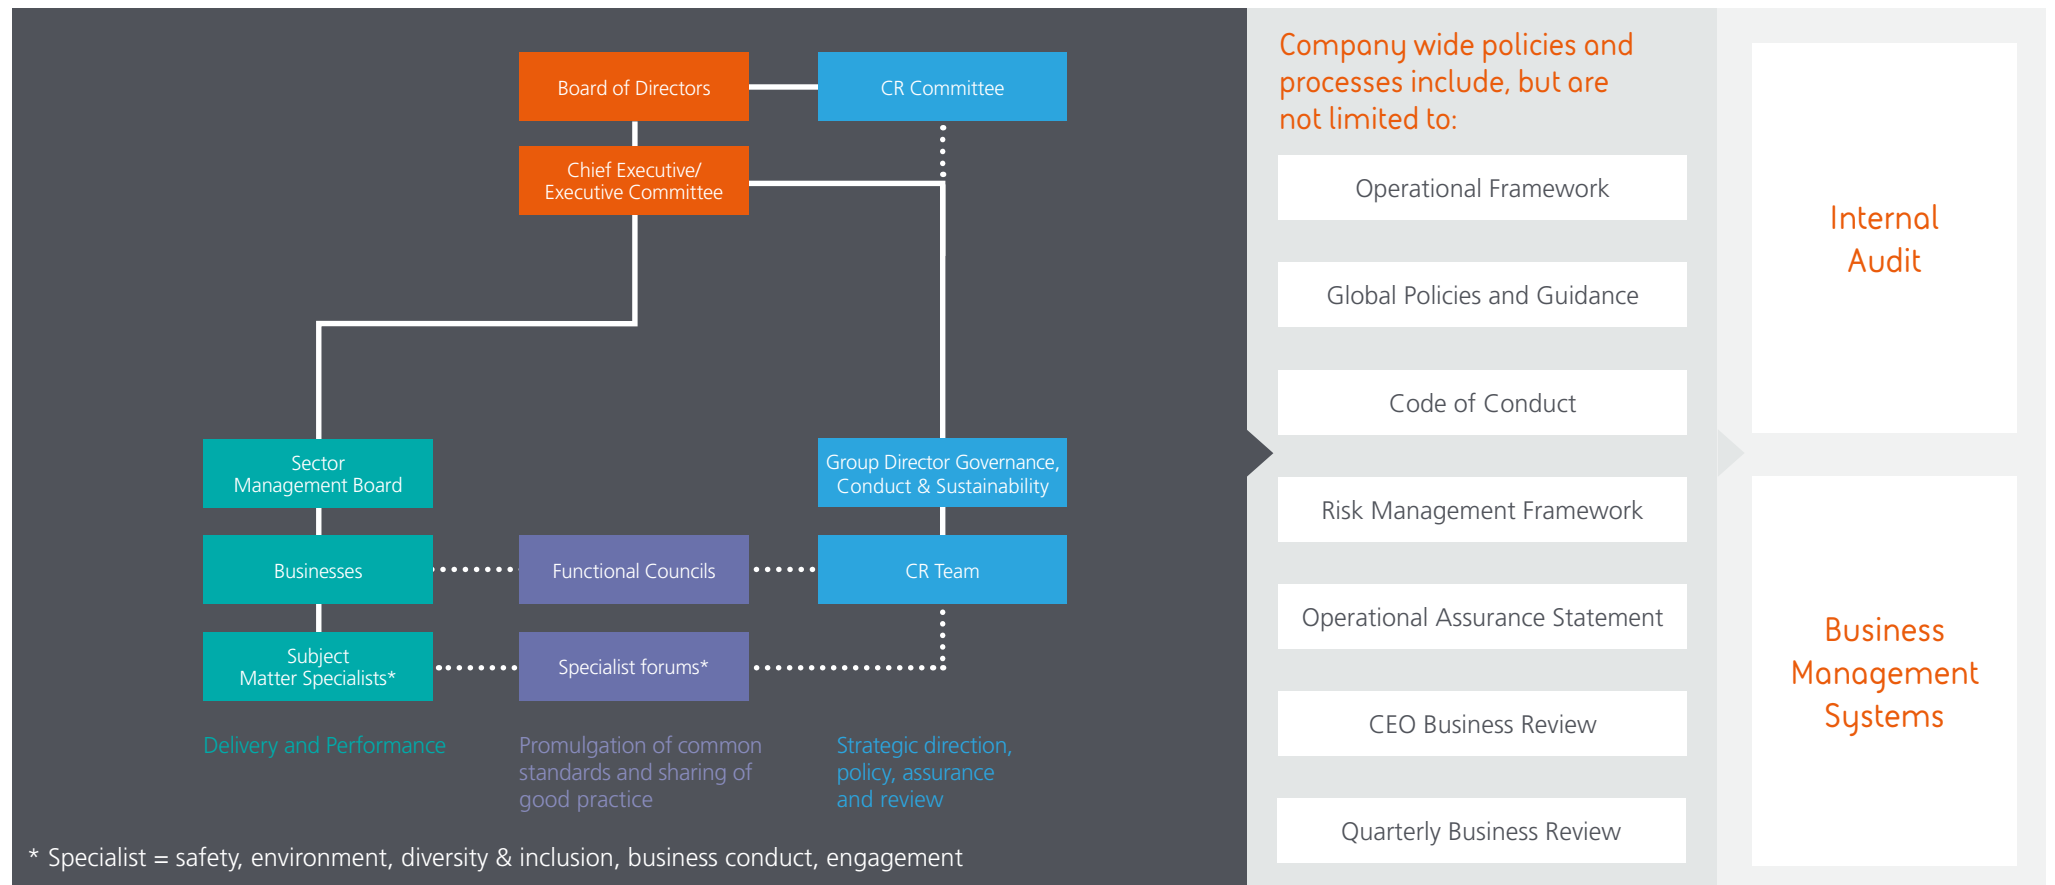 Board of Directors
CR Committee
Chief Executive/
Executive Committee
Sector
Management Board
Group Director Governance,
Conduct & Sustainability
Businesses
Functional Councils
CR Team
Subject
Matter Specialists*
Specialist forums*
Delivery and Performance
Promulgation of common
standards and sharing of
good practice
Strategic direction,
policy, assurance
and review
* Specialist = safety, environment, diversity & inclusion, business conduct, engagement
Company wide policies and
processes include, but are
not limited to:
Operational Framework
Global Policies and Guidance
Code of Conduct
Risk Management Framework
Operational Assurance Statement
CEO Business Review
Quarterly Business Review
Internal
Audit
Business
Management
Systems